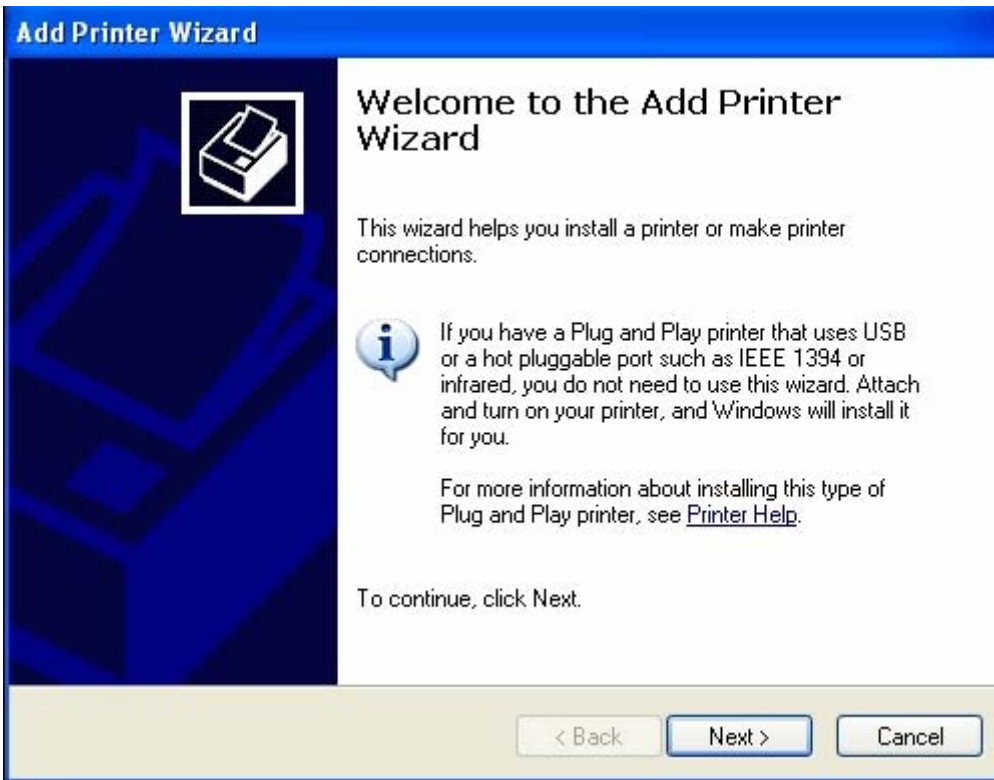 Add Printer Wizard
Welcome to the Add Printer
Wizard
This wizard helps you install a printer or make printer
connections.
If you have a Plug and Play printer that uses USB
or a hot pluggable port such as IEEE 1394 or
infrared, you do not need to use this wizard. Attach
and turn on your printer, and Windows will install it
for you.
For more information about installing this type of
Plug and Play printer, see Printer Help.
To continue, click Next.
< Back
Next >
Cancel